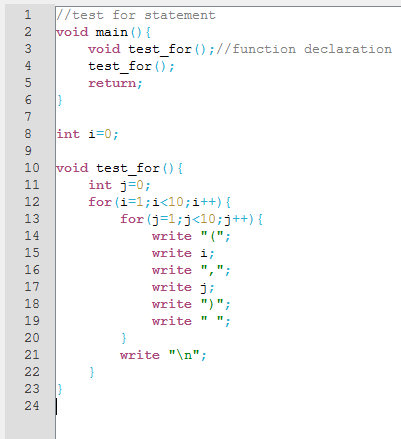 1 //test for statement
2 void main(){
3     void test_for();//function declaration
4     test_for();
5     return;
6 }
7
8 int i=0;
9
10 void test_for(){
11     int j=0;
12     for(i=1;i<10;i++){
13         for(j=1;j<10;j++){
14             write "(";
15             write i;
16             write ",";
17             write j;
18             write ")";
19             write " ";
20         }
21         write "\n";
22     }
23 }
24